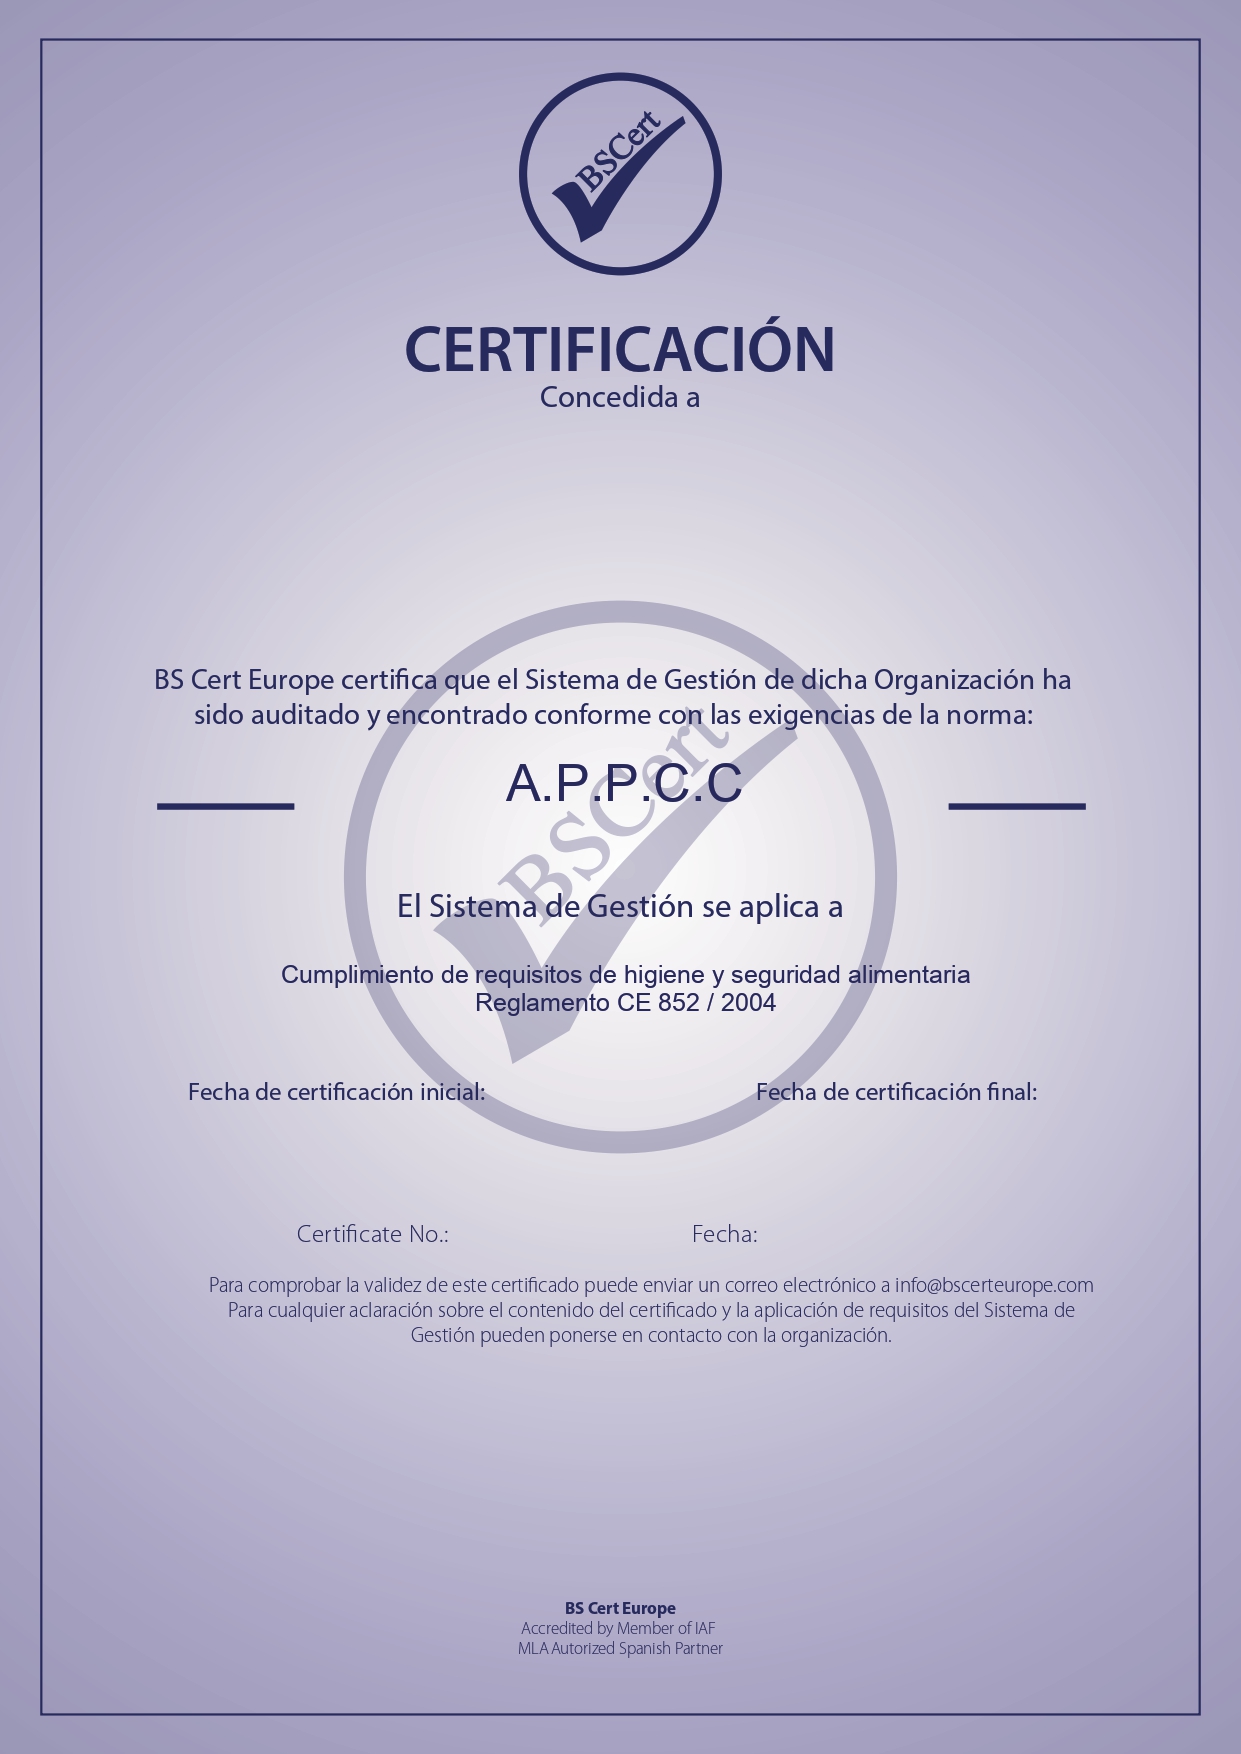 BSCert
CERTIFICACIÓN
Concedida a
BS Cert Europe certifica que el Sistema de Gestión de dicha Organización ha
sido auditado y encontrado conforme con las exigencias de la norma:
A.P.P.C.C
BSCert
El Sistema de Gestión se aplica a
Cumplimiento de requisitos de higiene y seguridad alimentaria
Reglamento CE 852 / 2004
Fecha de certificación inicial:
Fecha de certificación final:
Certificate No.:
Fecha:
Para comprobar la validez de este certificado puede enviar un correo electrónico a info@bscerteurope.com
Para cualquier aclaración sobre el contenido del certificado y la aplicación de requisitos del Sistema de
Gestión pueden ponerse en contacto con la organización.
BS Cert Europe
Accredited by Member of IAF
MLA Autorized Spanish Partner